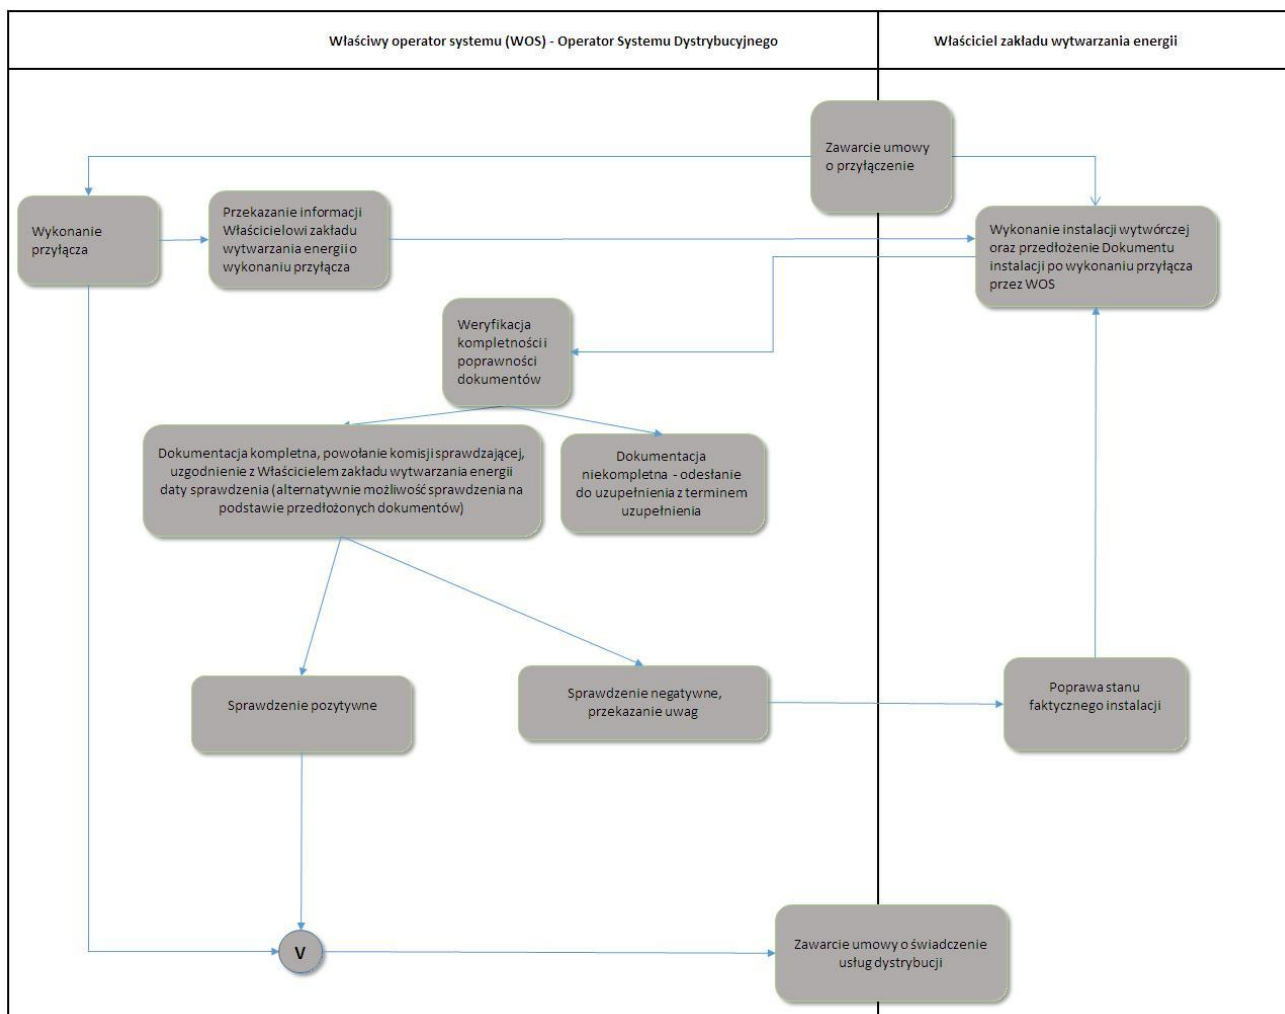 Właściwy operator systemu (WOS) - Operator Systemu Dystrybucyjnego
Właściciel zakładu wytwarzania energii
Zawarcie umowy
o przyłączenie
Wykonanie
przyłącza
Przekazanie informacji
Właścicielowi zakładu
wytwarzania energii o
wykonaniu przyłącza
Wykonanie instalacji wytwórczej
oraz przedłożenie Dokumentu
instalacji po wykonaniu przyłącza
przez WOS
Weryfikacja
kompletności i
poprawności
dokumentów
Dokumentacja kompletna, powołanie komisji sprawdzającej,
uzgodnienie z Właścicielem zakładu wytwarzania energii
daty sprawdzenia (alternatywnie możliwość sprawdzenia na
podstawie przedłożonych dokumentów)
Dokumentacja
niekompletna - odesłanie
do uzupełnienia z terminem
uzupełnienia
Sprawdzenie pozytywne
Sprawdzenie negatywne,
przekazanie uwag
Poprawa stanu
faktycznego instalacji
V
Zawarcie umowy o świadczenie
usług dystrybucji